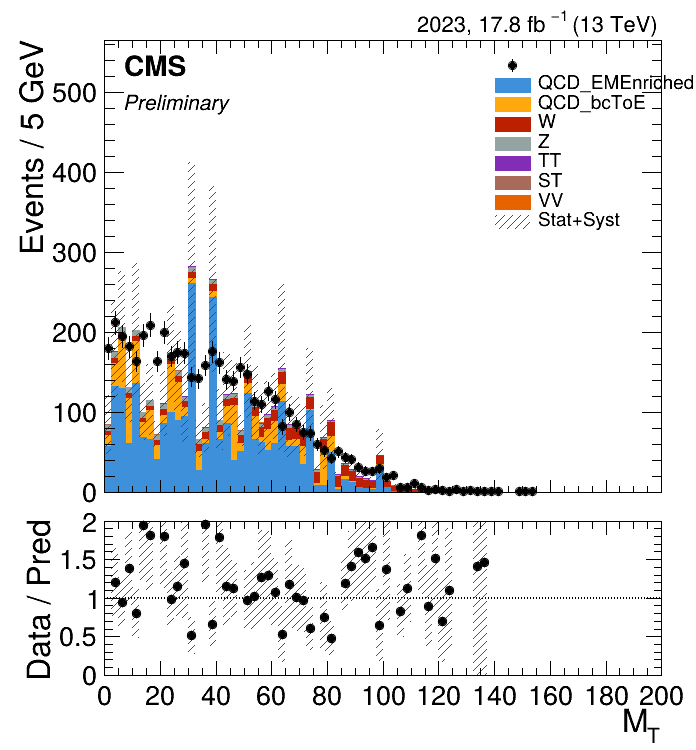 2023, 17.8 fb⁻¹ (13 TeV)
CMS
Preliminary
QCD_EMEnriched
QCD_bcToE
W
Z
TT
ST
VV
Stat+Syst
Events / 5 GeV
500
400
300
200
100
0
Data / Pred
2
1.5
1
0.5
0
0 20 40 60 80 100 120 140 160 180 200
M_T